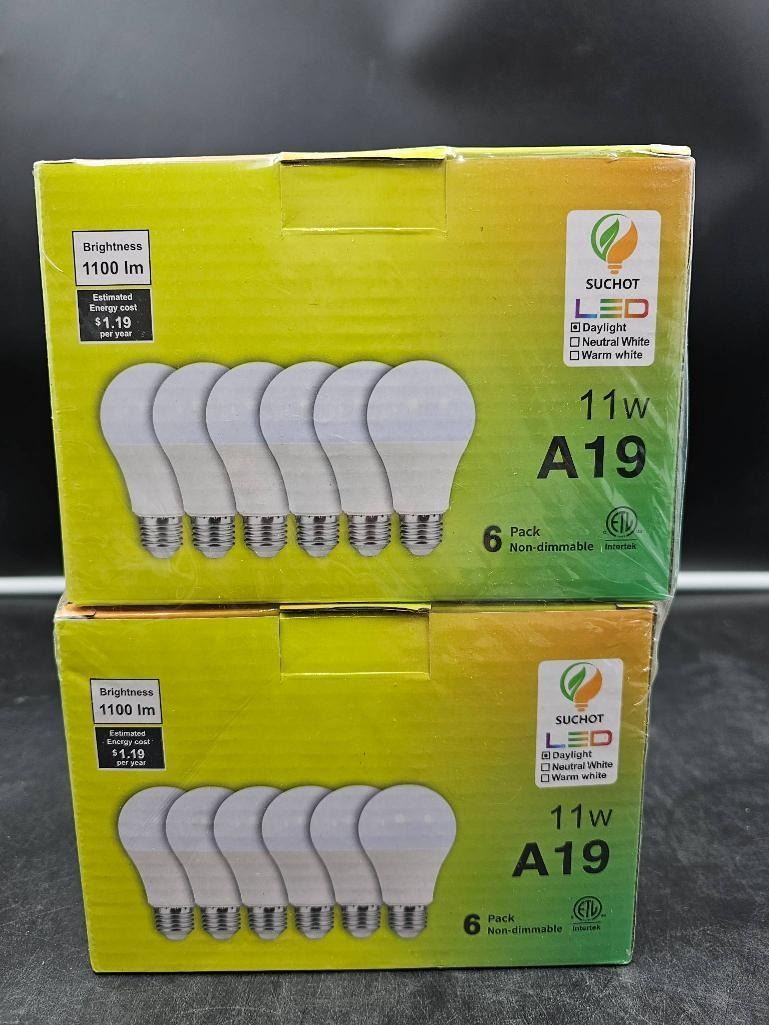 Brightness
1100 lm
Estimated
Energy cost
$1.19
per year
SUCHOT
LED
Daylight
Neutral White
Warm white
11w
A19
6 Pack
Non-dimmable
ETL
Intertek
Brightness
1100 lm
Estimated
Energy cost
$1.19
per year
SUCHOT
LED
Daylight
Neutral White
Warm white
11w
A19
6 Pack
Non-dimmable
ETL
Intertek